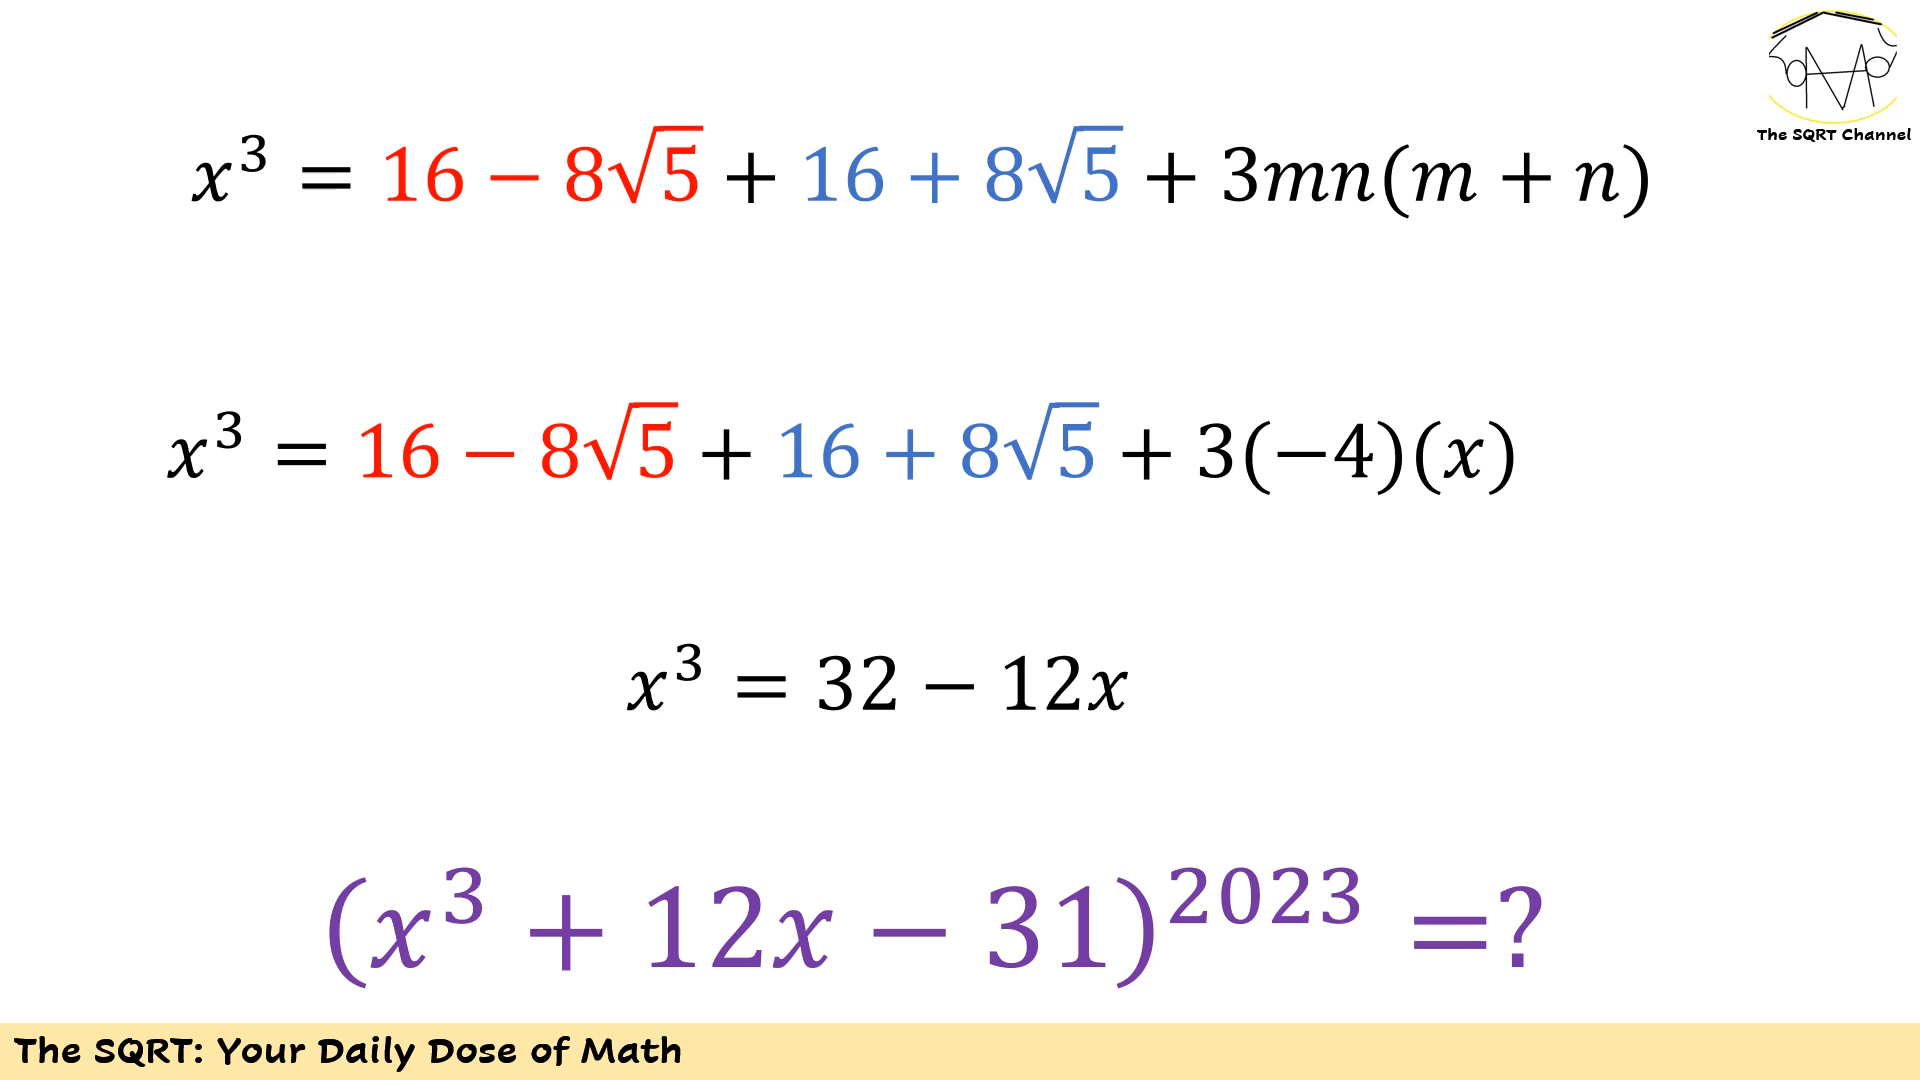 The SQRT Channel
x³ = 16 − 8√5 + 16 + 8√5 + 3mn(m + n)
x³ = 16 − 8√5 + 16 + 8√5 + 3(−4)(x)
x³ = 32 − 12x
(x³ + 12x − 31)²⁰²³ =?
The SQRT: Your Daily Dose of Math